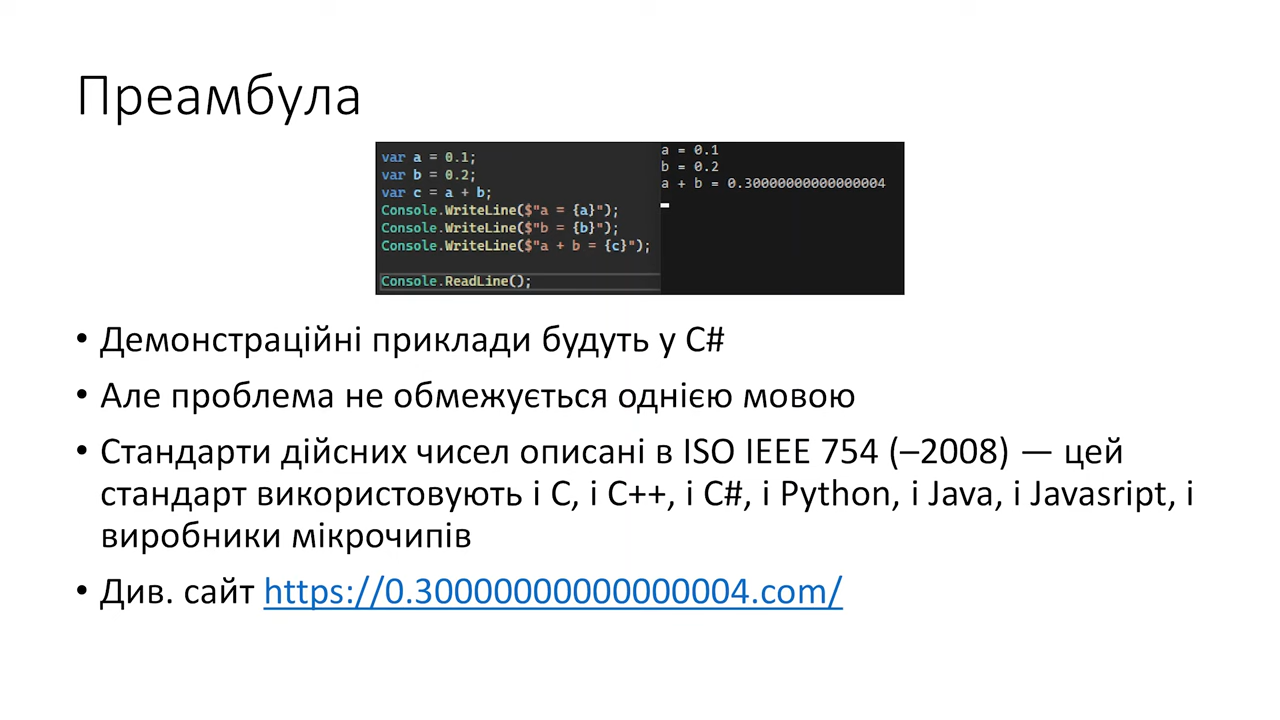 Преамбула
var a = 0.1;
var b = 0.2;
var c = a + b;
Console.WriteLine($"a = {a}");
Console.WriteLine($"b = {b}");
Console.WriteLine($"a + b = {c}");
Console.ReadLine();
a = 0.1
b = 0.2
a + b = 0.30000000000000004
• Демонстраційні приклади будуть у C#
• Але проблема не обмежується однією мовою
• Стандарти дійсних чисел описані в ISO IEEE 754 (–2008) — цей
стандарт використовують і C, і C++, і C#, і Python, і Java, і Javasript, і
виробники мікрочипів
• Див. сайт https://0.30000000000000004.com/